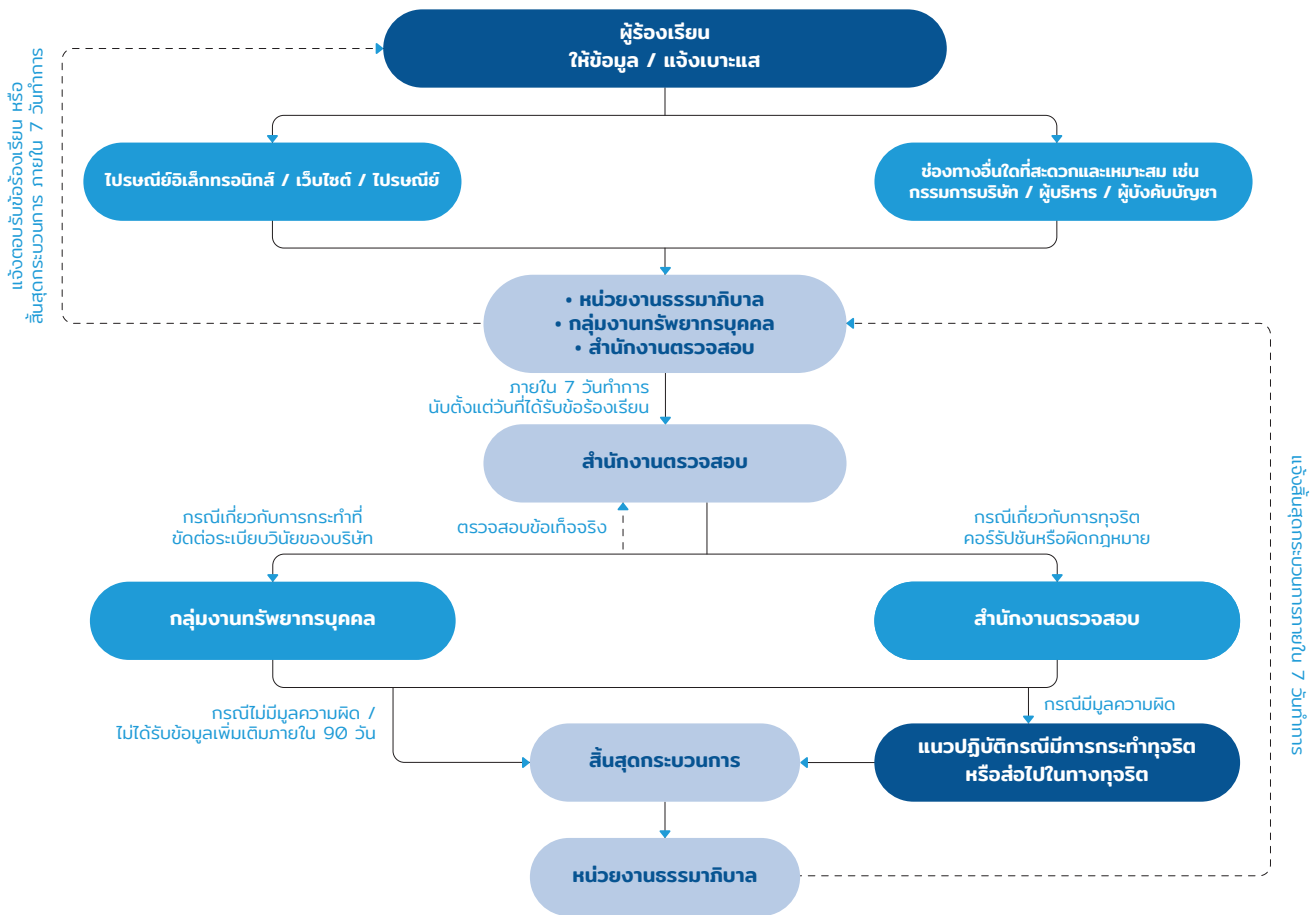 ผู้ร้องเรียน
ให้ข้อมูล / แจ้งเบาะแส
แจ้งตอบรับข้อร้องเรียน หรือ
สิ้นสุดกระบวนการ ภายใน 7 วันทำการ
ไปรษณีย์อิเล็กทรอนิกส์ / เว็บไซต์ / ไปรษณีย์
ช่องทางอื่นใดที่สะดวกและเหมาะสม เช่น
กรรมการบริษัท / ผู้บริหาร / ผู้บังคับบัญชา
• หน่วยงานธรรมาภิบาล
• กลุ่มงานทรัพยากรบุคคล
• สำนักงานตรวจสอบ
ภายใน 7 วันทำการ
นับตั้งแต่วันที่ได้รับข้อร้องเรียน
สำนักงานตรวจสอบ
กรณีเกี่ยวกับการกระทำที่
ขัดต่อระเบียบวินัยของบริษัท
ตรวจสอบข้อเท็จจริง
กรณีเกี่ยวกับการทุจริต
คอร์รัปชันหรือผิดกฎหมาย
แจ้งสิ้นสุดกระบวนการภายใน 7 วันทำการ
กลุ่มงานทรัพยากรบุคคล
สำนักงานตรวจสอบ
กรณีไม่มีมูลความผิด /
ไม่ได้รับข้อมูลเพิ่มเติมภายใน 90 วัน
กรณีมีมูลความผิด
สิ้นสุดกระบวนการ
แนวปฏิบัติกรณีมีการกระทำทุจริต
หรือส่อไปในทางทุจริต
หน่วยงานธรรมาภิบาล